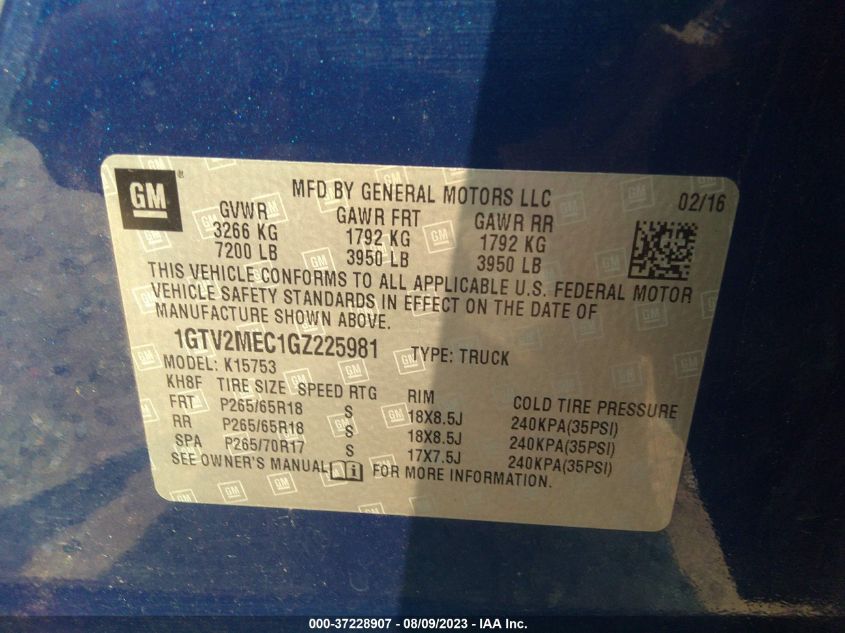 GM ®
MFD BY GENERAL MOTORS LLC 02/16
GVWR GAWR FRT GAWR RR
3266 KG 1792 KG 1792 KG
7200 LB 3950 LB 3950 LB
THIS VEHICLE CONFORMS TO ALL APPLICABLE U.S. FEDERAL MOTOR
VEHICLE SAFETY STANDARDS IN EFFECT ON THE DATE OF
MANUFACTURE SHOWN ABOVE.
1GTV2MEC1GZ225981 TYPE: TRUCK
MODEL: K15753
KH8F TIRE SIZE SPEED RTG RIM COLD TIRE PRESSURE
FRT P265/65R18 S 18X8.5J 240KPA(35PSI)
RR P265/65R18 S 18X8.5J 240KPA(35PSI)
SPA P265/70R17 S 17X7.5J 240KPA(35PSI)
SEE OWNER'S MANUAL i FOR MORE INFORMATION.
000-37228907 - 08/09/2023 - IAA Inc.